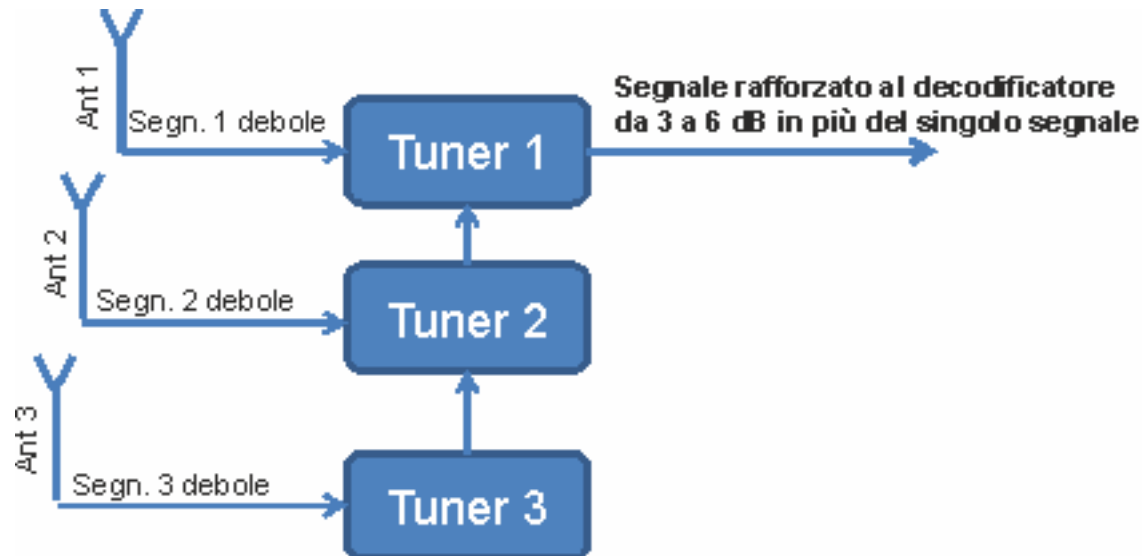 Ant 1
Segn. 1 debole
Tuner 1
Segnale rafforzato al decodificatore
da 3 a 6 dB in più del singolo segnale
Ant 2
Segn. 2 debole
Tuner 2
Ant 3
Segn. 3 debole
Tuner 3